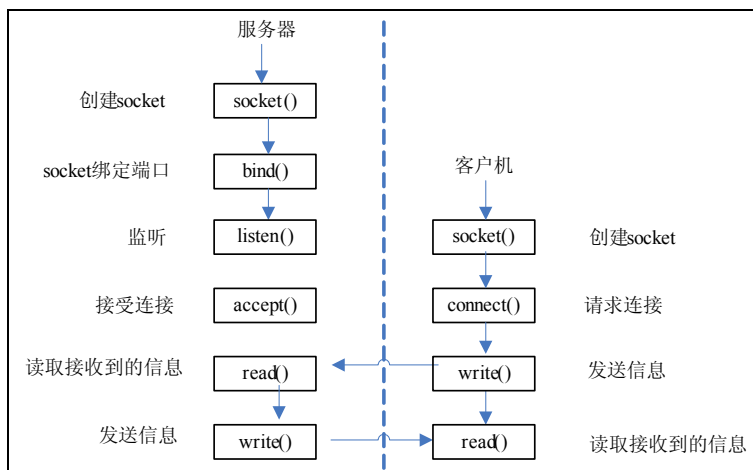 服务器
创建socket
socket()
socket绑定端口
bind()
客户机
监听
listen()
socket()
创建socket
接受连接
accept()
connect()
请求连接
读取接收到的信息
read()
write()
发送信息
发送信息
write()
read()
读取接收到的信息